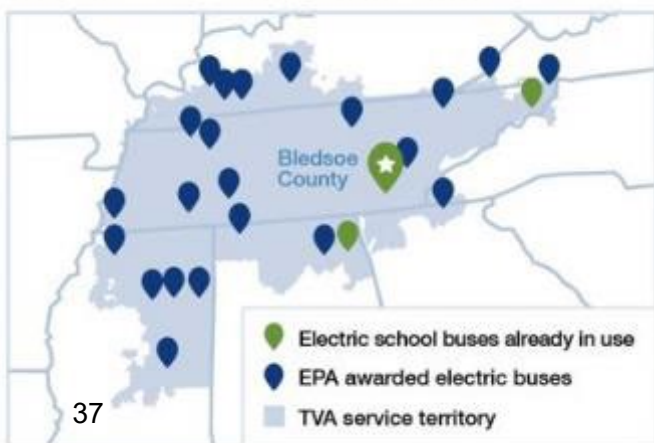 Bledsoe
County
Electric school buses already in use
EPA awarded electric buses
37
TVA service territory